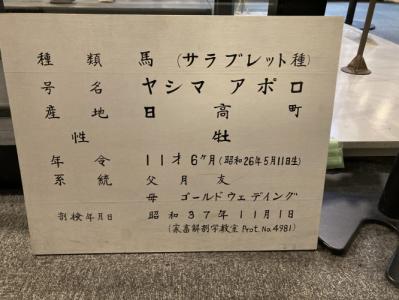 種類 馬 (サラブレット種)
号名 ヤシマ アポロ
産地 日高町
性 牡
年令 11才6ヶ月(昭和26年5月11日生)
系統 父 月友
母 ゴールドウェディング
剖検年月日 昭和37年11月1日
(家畜解剖学教室 Prot.No.4981)